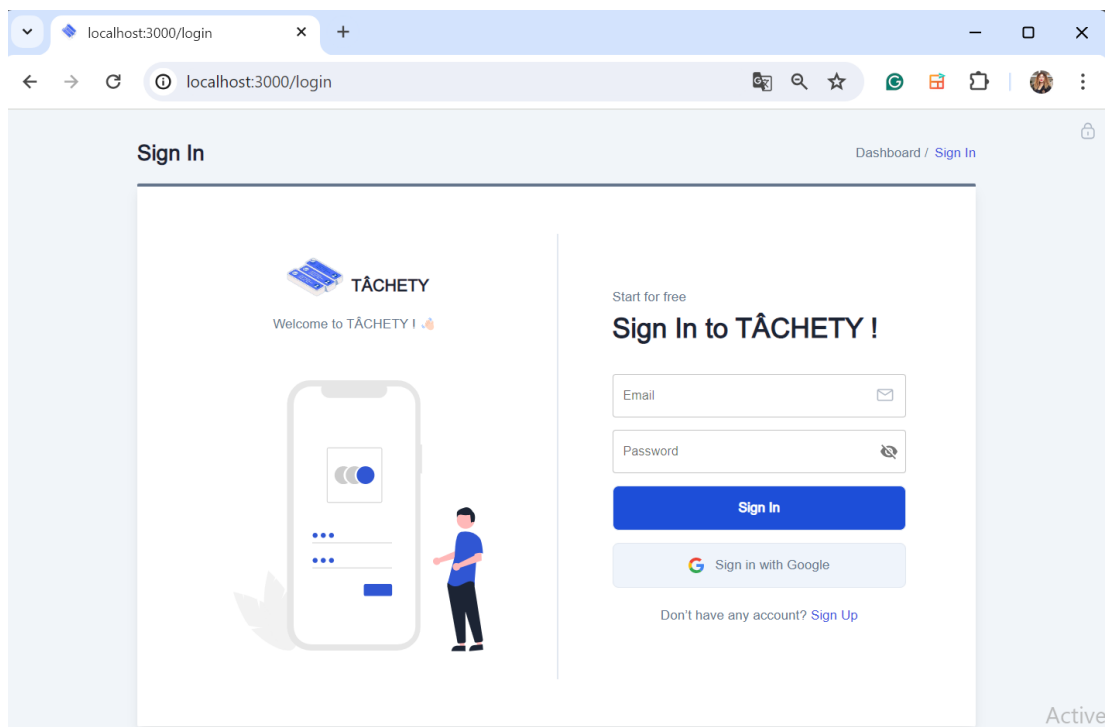 localhost:3000/login
localhost:3000/login
Sign In
Dashboard / Sign In
TÂCHETY
Welcome to TÂCHETY !
Start for free
Sign In to TÂCHETY !
Email
Password
Sign In
Sign in with Google
Don't have any account? Sign Up
Active